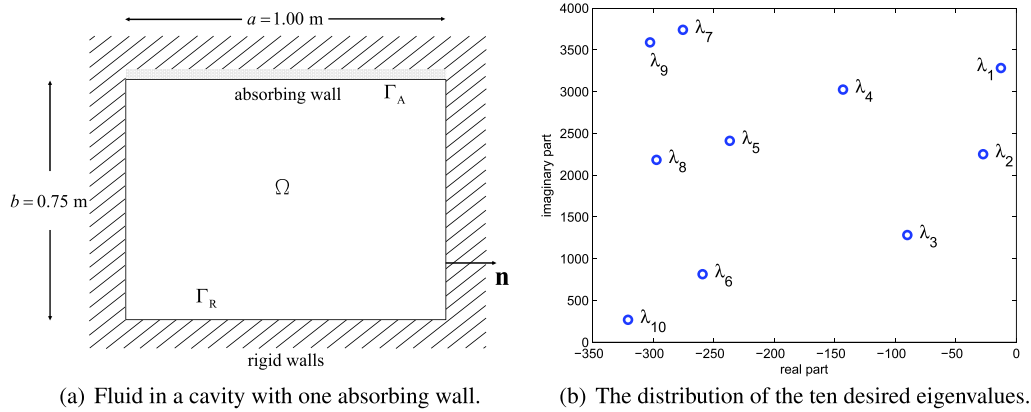 a = 1.00 m
absorbing wall Γ_A
Ω
b = 0.75 m
n
Γ_R
rigid walls
(a) Fluid in a cavity with one absorbing wall.
4000
3500
3000
2500
2000
1500
1000
500
0
imaginary part
λ_7
λ_9
λ_1
λ_4
λ_5
λ_2
λ_8
λ_3
λ_6
λ_10
−350 −300 −250 −200 −150 −100 −50 0
real part
(b) The distribution of the ten desired eigenvalues.